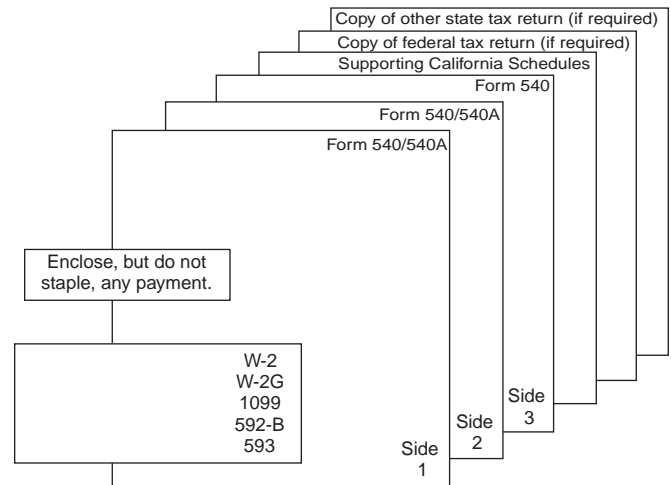 Copy of other state tax return (if required)
Copy of federal tax return (if required)
Supporting California Schedules
Form 540
Form 540/540A
Form 540/540A
Enclose, but do not
staple, any payment.
W-2
W-2G
1099
592-B
593
Side
1
Side
2
Side
3